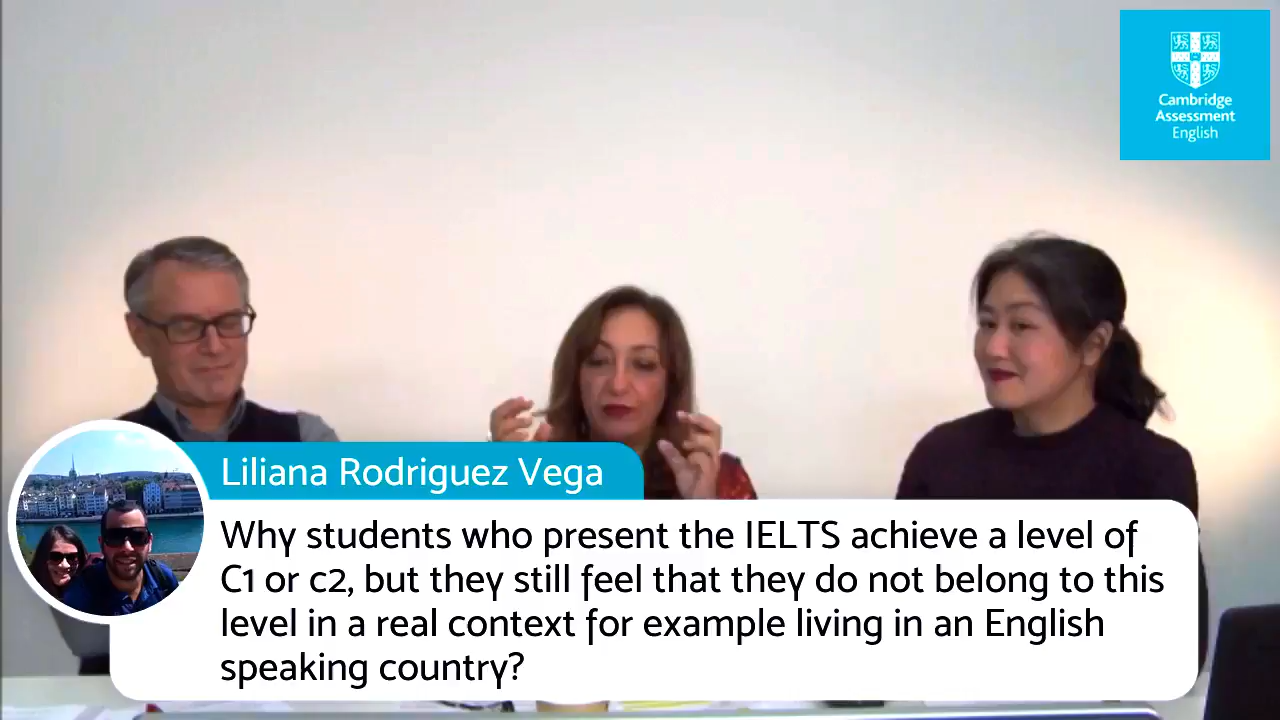 Cambridge
Assessment
English
Liliana Rodriguez Vega
Why students who present the IELTS achieve a level of
C1 or c2, but they still feel that they do not belong to this
level in a real context for example living in an English
speaking country?